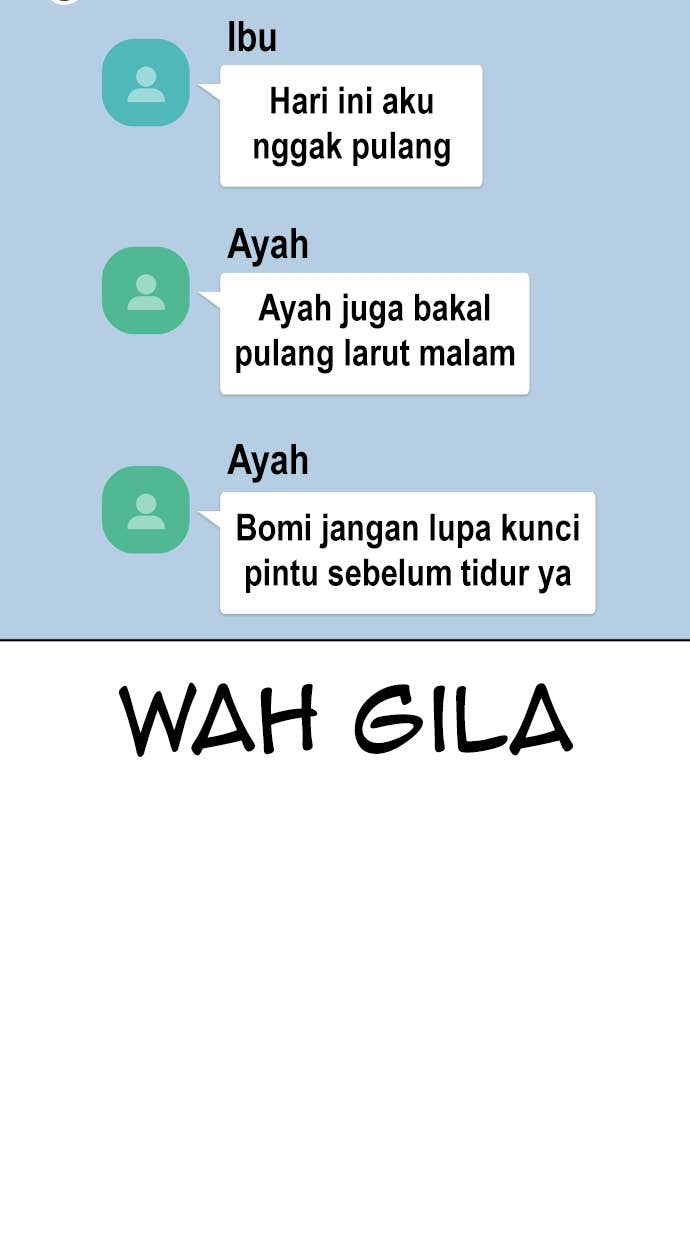 Ibu
Hari ini aku
nggak pulang
Ayah
Ayah juga bakal
pulang larut malam
Ayah
Bomi jangan lupa kunci
pintu sebelum tidur ya
WAH GILA